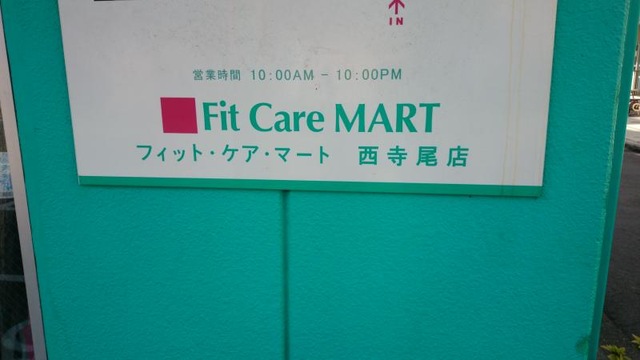 IN
営業時間 10:00AM - 10:00PM
Fit Care MART
フィット・ケア・マート 西寺尾店